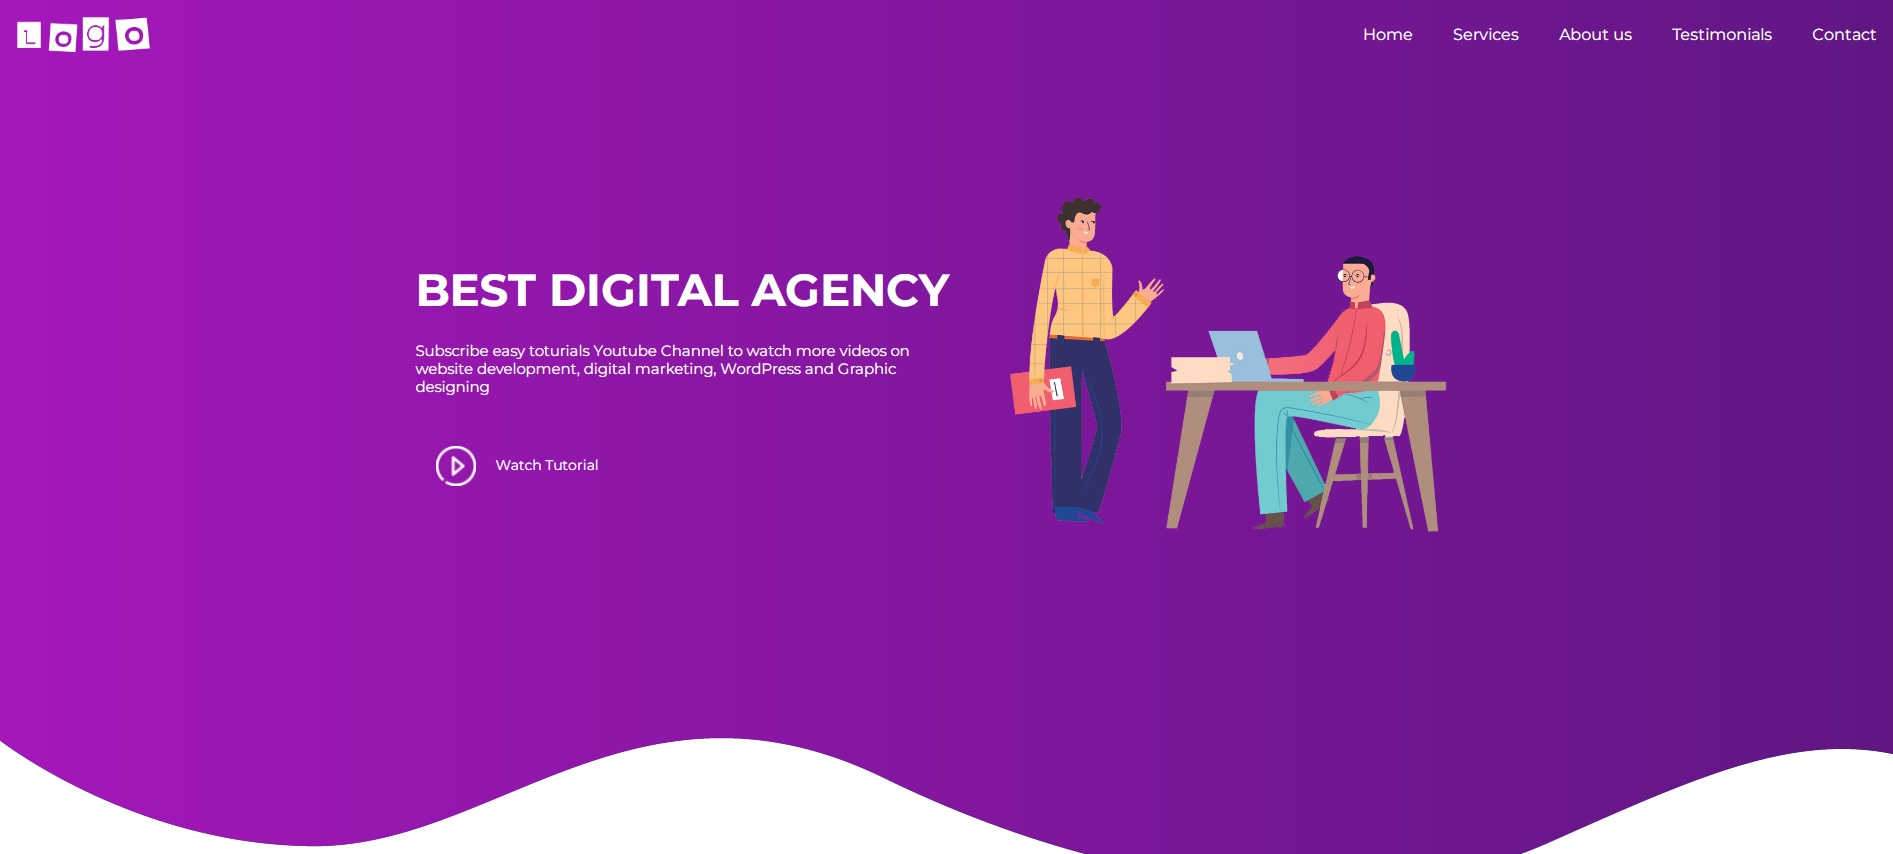 Logo
Home Services About us Testimonials Contact
BEST DIGITAL AGENCY
Subscribe easy toturials Youtube Channel to watch more videos on
website development, digital marketing, WordPress and Graphic
designing
Watch Tutorial